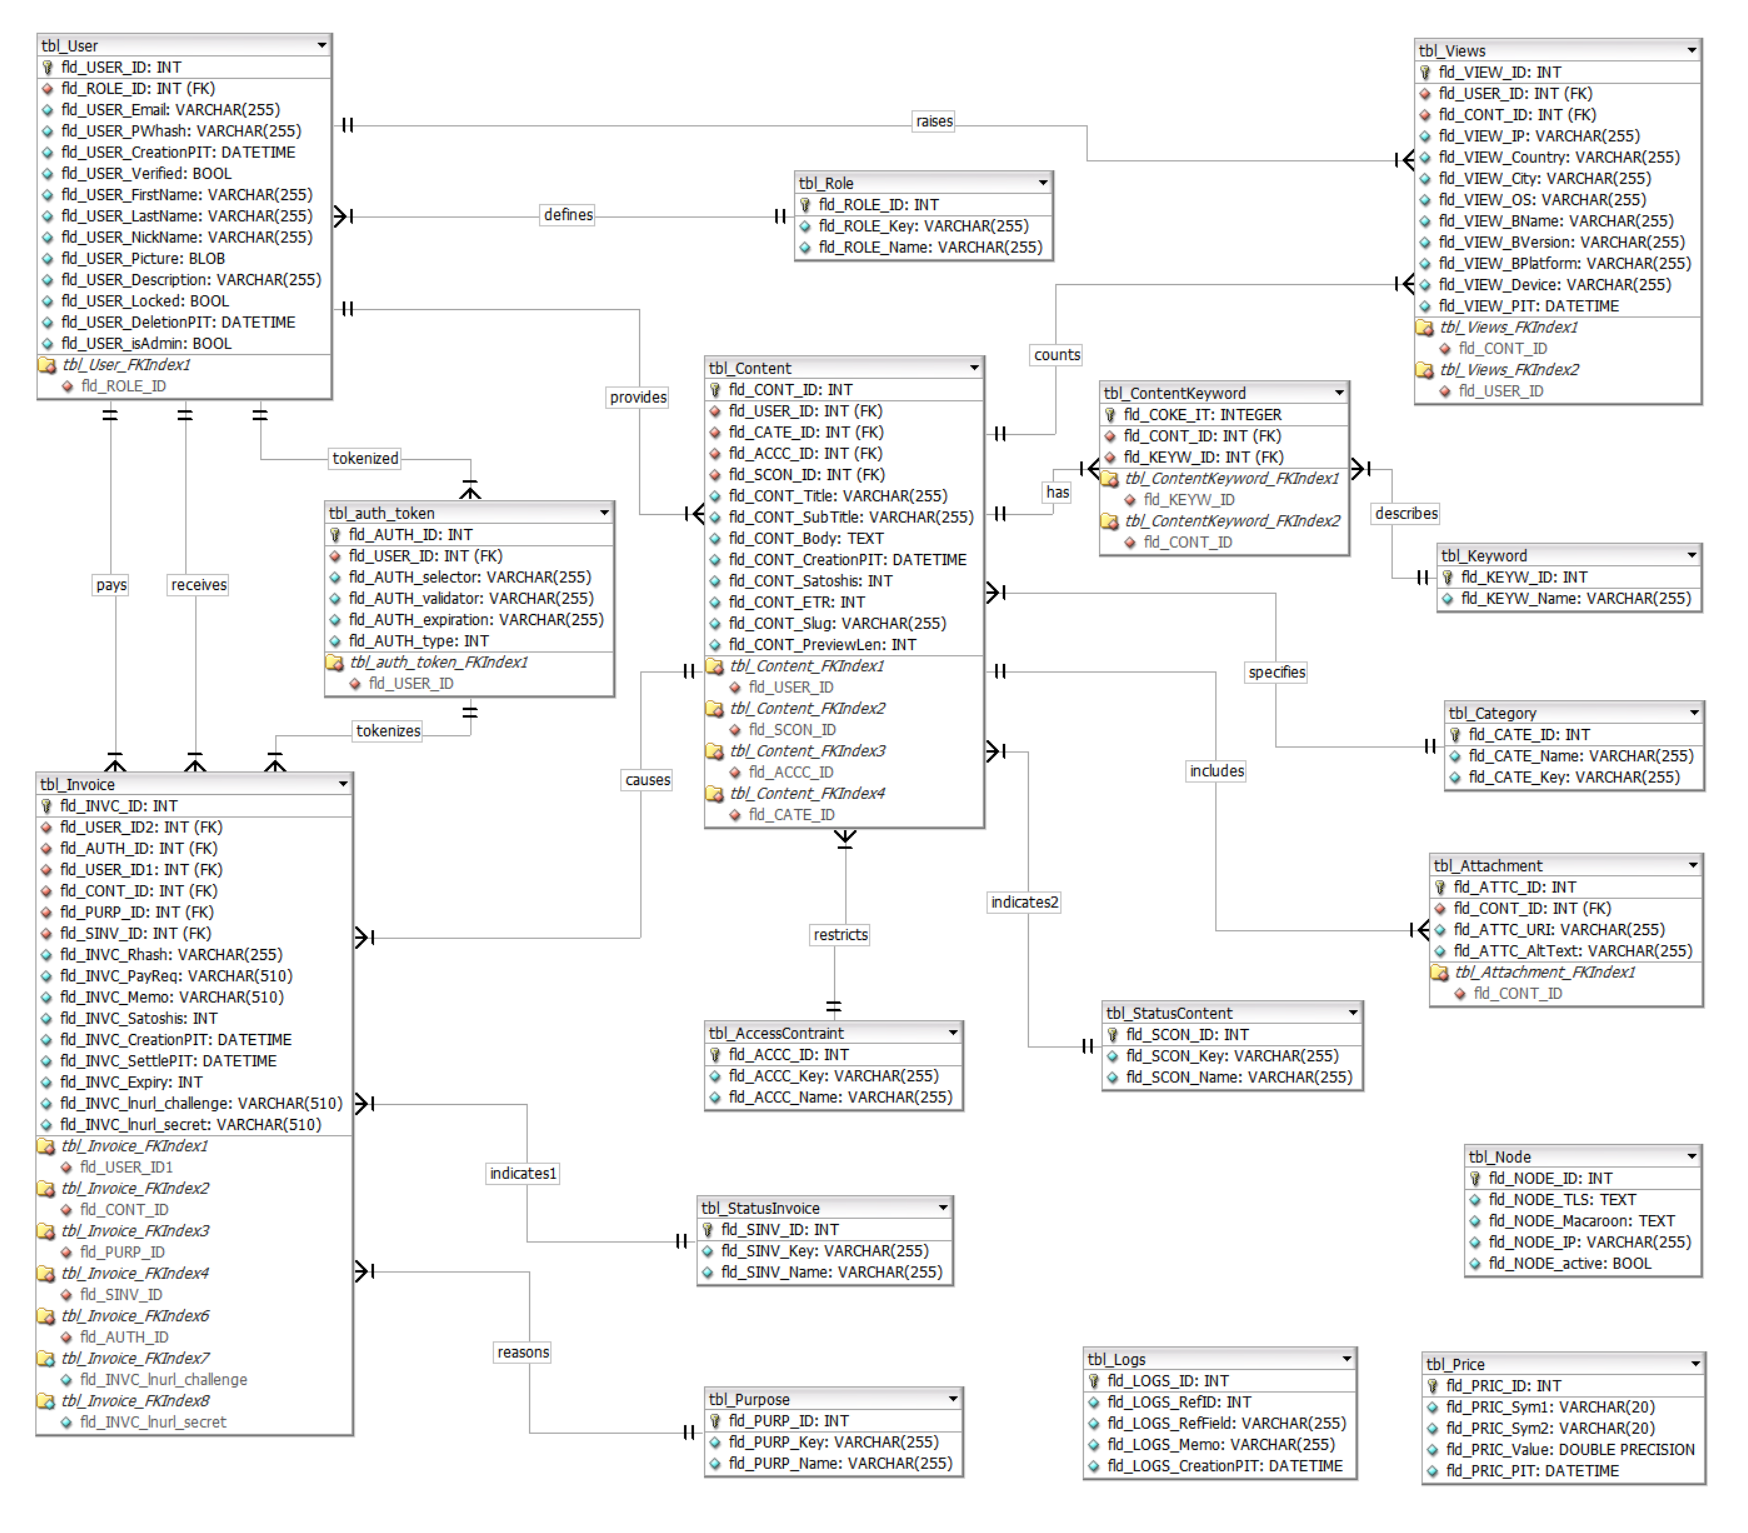 tbl_User
fld_USER_ID: INT
fld_ROLE_ID: INT (FK)
fld_USER_Email: VARCHAR(255)
fld_USER_PWhash: VARCHAR(255)
fld_USER_CreationPIT: DATETIME
fld_USER_Verified: BOOL
fld_USER_FirstName: VARCHAR(255)
fld_USER_LastName: VARCHAR(255)
fld_USER_NickName: VARCHAR(255)
fld_USER_Picture: BLOB
fld_USER_Description: VARCHAR(255)
fld_USER_Locked: BOOL
fld_USER_DeletionPIT: DATETIME
fld_USER_isAdmin: BOOL
tbl_User_FKIndex1
fld_ROLE_ID
raises
defines
tbl_Role
fld_ROLE_ID: INT
fld_ROLE_Key: VARCHAR(255)
fld_ROLE_Name: VARCHAR(255)
tbl_Views
fld_VIEW_ID: INT
fld_USER_ID: INT (FK)
fld_CONT_ID: INT (FK)
fld_VIEW_IP: VARCHAR(255)
fld_VIEW_Country: VARCHAR(255)
fld_VIEW_City: VARCHAR(255)
fld_VIEW_OS: VARCHAR(255)
fld_VIEW_BName: VARCHAR(255)
fld_VIEW_BVersion: VARCHAR(255)
fld_VIEW_BPlatform: VARCHAR(255)
fld_VIEW_Device: VARCHAR(255)
fld_VIEW_PIT: DATETIME
tbl_Views_FKIndex1
fld_CONT_ID
tbl_Views_FKIndex2
fld_USER_ID
counts
provides
tokenized
tbl_Content
fld_CONT_ID: INT
fld_USER_ID: INT (FK)
fld_CATE_ID: INT (FK)
fld_ACCC_ID: INT (FK)
fld_SCON_ID: INT (FK)
fld_CONT_Title: VARCHAR(255)
fld_CONT_SubTitle: VARCHAR(255)
fld_CONT_Body: TEXT
fld_CONT_CreationPIT: DATETIME
fld_CONT_Satoshis: INT
fld_CONT_ETR: INT
fld_CONT_Slug: VARCHAR(255)
fld_CONT_PreviewLen: INT
tbl_Content_FKIndex1
fld_USER_ID
tbl_Content_FKIndex2
fld_SCON_ID
tbl_Content_FKIndex3
fld_ACCC_ID
tbl_Content_FKIndex4
fld_CATE_ID
has
tbl_ContentKeyword
fld_COKE_IT: INTEGER
fld_CONT_ID: INT (FK)
fld_KEYW_ID: INT (FK)
tbl_ContentKeyword_FKIndex1
fld_KEYW_ID
tbl_ContentKeyword_FKIndex2
fld_CONT_ID
describes
tbl_Keyword
fld_KEYW_ID: INT
fld_KEYW_Name: VARCHAR(255)
tbl_auth_token
fld_AUTH_ID: INT
fld_USER_ID: INT (FK)
fld_AUTH_selector: VARCHAR(255)
fld_AUTH_validator: VARCHAR(255)
fld_AUTH_expiration: VARCHAR(255)
fld_AUTH_type: INT
tbl_auth_token_FKIndex1
fld_USER_ID
pays
receives
tokenizes
specifies
tbl_Category
fld_CATE_ID: INT
fld_CATE_Name: VARCHAR(255)
fld_CATE_Key: VARCHAR(255)
causes
includes
tbl_Invoice
fld_INVC_ID: INT
fld_USER_ID2: INT (FK)
fld_AUTH_ID: INT (FK)
fld_USER_ID1: INT (FK)
fld_CONT_ID: INT (FK)
fld_PURP_ID: INT (FK)
fld_SINV_ID: INT (FK)
fld_INVC_Rhash: VARCHAR(255)
fld_INVC_PayReq: VARCHAR(510)
fld_INVC_Memo: VARCHAR(510)
fld_INVC_Satoshis: INT
fld_INVC_CreationPIT: DATETIME
fld_INVC_SettlePIT: DATETIME
fld_INVC_Expiry: INT
fld_INVC_lnurl_challenge: VARCHAR(510)
fld_INVC_lnurl_secret: VARCHAR(510)
tbl_Invoice_FKIndex1
fld_USER_ID1
tbl_Invoice_FKIndex2
fld_CONT_ID
tbl_Invoice_FKIndex3
fld_PURP_ID
tbl_Invoice_FKIndex4
fld_SINV_ID
tbl_Invoice_FKIndex6
fld_AUTH_ID
tbl_Invoice_FKIndex7
fld_INVC_lnurl_challenge
tbl_Invoice_FKIndex8
fld_INVC_lnurl_secret
tbl_Attachment
fld_ATTC_ID: INT
fld_CONT_ID: INT (FK)
fld_ATTC_URI: VARCHAR(255)
fld_ATTC_AltText: VARCHAR(255)
tbl_Attachment_FKIndex1
fld_CONT_ID
indicates2
restricts
tbl_AccessContraint
fld_ACCC_ID: INT
fld_ACCC_Key: VARCHAR(255)
fld_ACCC_Name: VARCHAR(255)
tbl_StatusContent
fld_SCON_ID: INT
fld_SCON_Key: VARCHAR(255)
fld_SCON_Name: VARCHAR(255)
indicates1
tbl_StatusInvoice
fld_SINV_ID: INT
fld_SINV_Key: VARCHAR(255)
fld_SINV_Name: VARCHAR(255)
tbl_Node
fld_NODE_ID: INT
fld_NODE_TLS: TEXT
fld_NODE_Macaroon: TEXT
fld_NODE_IP: VARCHAR(255)
fld_NODE_active: BOOL
reasons
tbl_Purpose
fld_PURP_ID: INT
fld_PURP_Key: VARCHAR(255)
fld_PURP_Name: VARCHAR(255)
tbl_Logs
fld_LOGS_ID: INT
fld_LOGS_RefID: INT
fld_LOGS_RefField: VARCHAR(255)
fld_LOGS_Memo: VARCHAR(255)
fld_LOGS_CreationPIT: DATETIME
tbl_Price
fld_PRIC_ID: INT
fld_PRIC_Sym1: VARCHAR(20)
fld_PRIC_Sym2: VARCHAR(20)
fld_PRIC_Value: DOUBLE PRECISION
fld_PRIC_PIT: DATETIME